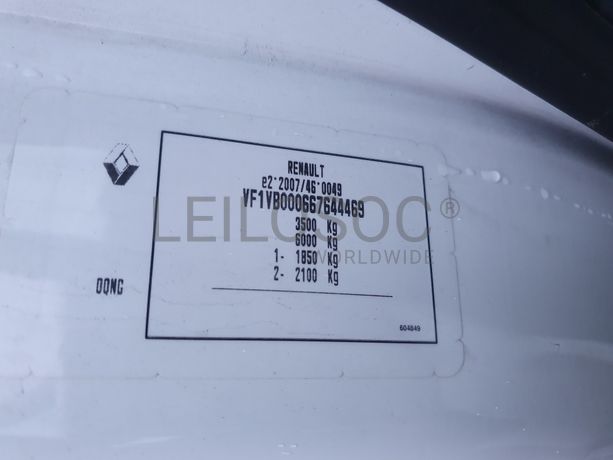 RENAULT
e2*2007/46*0049
VF1VB000667644469
3500 Kg
6000 Kg
1- 1850 Kg
2- 2100 Kg
DQNG
604849
LEILOSOC®
WORLDWIDE